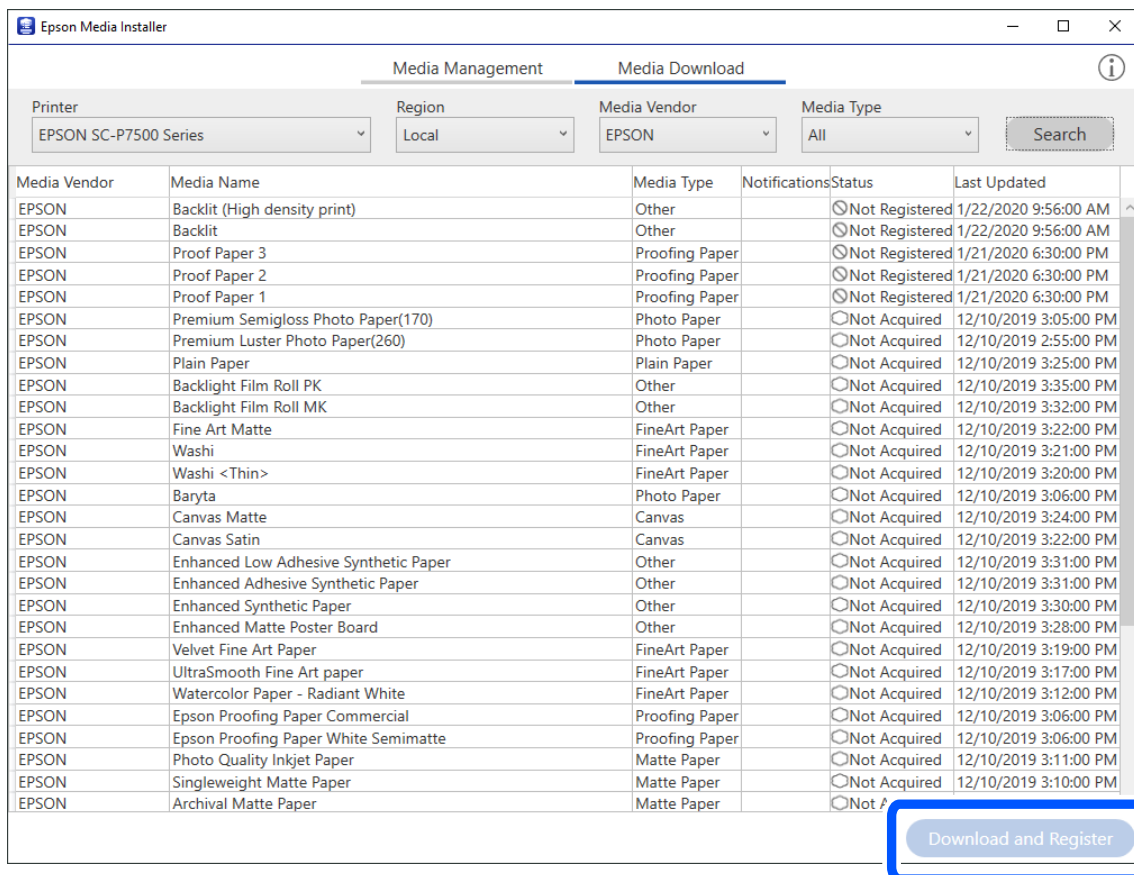 Epson Media Installer
Media Management Media Download
Printer Region Media Vendor Media Type
EPSON SC-P7500 Series Local EPSON All Search
Media Vendor Media Name Media Type Notifications Status Last Updated
EPSON Backlit (High density print) Other Not Registered 1/22/2020 9:56:00 AM
EPSON Backlit Other Not Registered 1/22/2020 9:56:00 AM
EPSON Proof Paper 3 Proofing Paper Not Registered 1/21/2020 6:30:00 PM
EPSON Proof Paper 2 Proofing Paper Not Registered 1/21/2020 6:30:00 PM
EPSON Proof Paper 1 Proofing Paper Not Registered 1/21/2020 6:30:00 PM
EPSON Premium Semigloss Photo Paper(170) Photo Paper Not Acquired 12/10/2019 3:05:00 PM
EPSON Premium Luster Photo Paper(260) Photo Paper Not Acquired 12/10/2019 2:55:00 PM
EPSON Plain Paper Plain Paper Not Acquired 12/10/2019 3:25:00 PM
EPSON Backlight Film Roll PK Other Not Acquired 12/10/2019 3:35:00 PM
EPSON Backlight Film Roll MK Other Not Acquired 12/10/2019 3:32:00 PM
EPSON Fine Art Matte FineArt Paper Not Acquired 12/10/2019 3:22:00 PM
EPSON Washi FineArt Paper Not Acquired 12/10/2019 3:21:00 PM
EPSON Washi <Thin> FineArt Paper Not Acquired 12/10/2019 3:20:00 PM
EPSON Baryta Photo Paper Not Acquired 12/10/2019 3:06:00 PM
EPSON Canvas Matte Canvas Not Acquired 12/10/2019 3:24:00 PM
EPSON Canvas Satin Canvas Not Acquired 12/10/2019 3:22:00 PM
EPSON Enhanced Low Adhesive Synthetic Paper Other Not Acquired 12/10/2019 3:31:00 PM
EPSON Enhanced Adhesive Synthetic Paper Other Not Acquired 12/10/2019 3:31:00 PM
EPSON Enhanced Synthetic Paper Other Not Acquired 12/10/2019 3:30:00 PM
EPSON Enhanced Matte Poster Board Other Not Acquired 12/10/2019 3:28:00 PM
EPSON Velvet Fine Art Paper FineArt Paper Not Acquired 12/10/2019 3:19:00 PM
EPSON UltraSmooth Fine Art paper FineArt Paper Not Acquired 12/10/2019 3:17:00 PM
EPSON Watercolor Paper - Radiant White FineArt Paper Not Acquired 12/10/2019 3:12:00 PM
EPSON Epson Proofing Paper Commercial Proofing Paper Not Acquired 12/10/2019 3:06:00 PM
EPSON Epson Proofing Paper White Semimatte Proofing Paper Not Acquired 12/10/2019 3:06:00 PM
EPSON Photo Quality Inkjet Paper Matte Paper Not Acquired 12/10/2019 3:11:00 PM
EPSON Singleweight Matte Paper Matte Paper Not Acquired 12/10/2019 3:10:00 PM
EPSON Archival Matte Paper Matte Paper Not
Download and Register